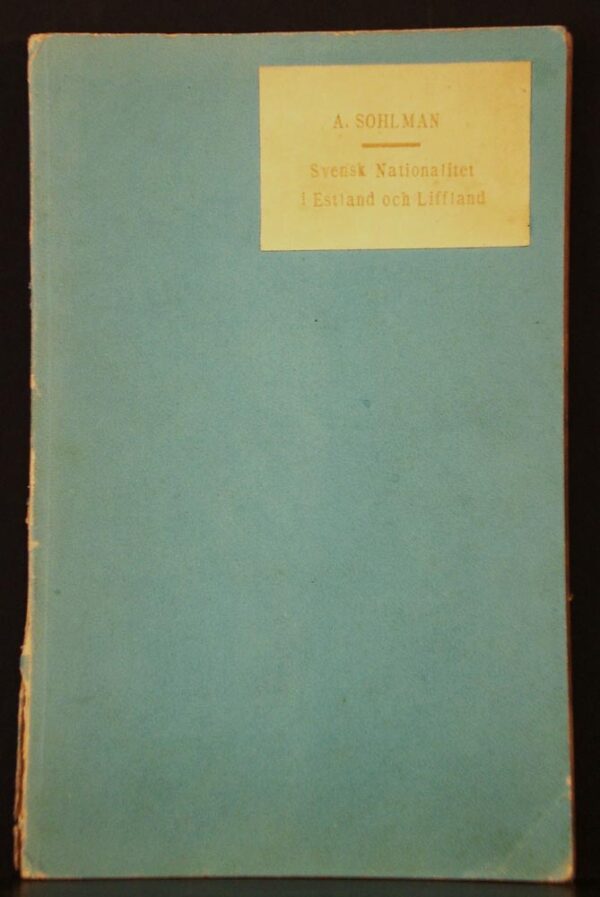 A. SOHLMAN
Svensk Nationalitet
i Estland och Liffland